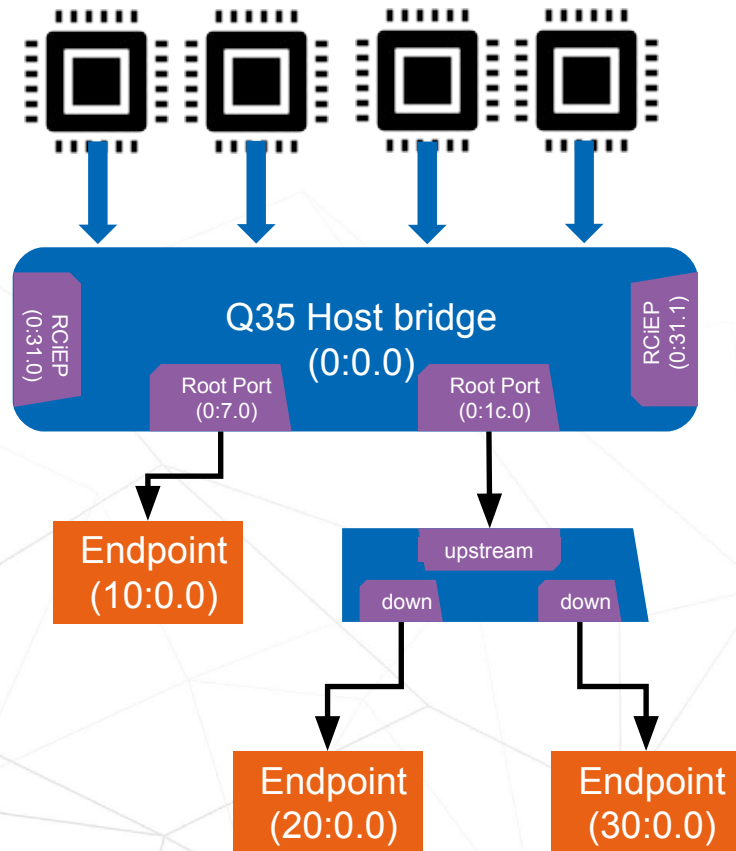 Q35 Host bridge
(0:0.0)
RCiEP
(0:31.0)
RCiEP
(0:31.1)
Root Port
(0:7.0)
Root Port
(0:1c.0)
Endpoint
(10:0.0)
upstream
down
down
Endpoint
(20:0.0)
Endpoint
(30:0.0)